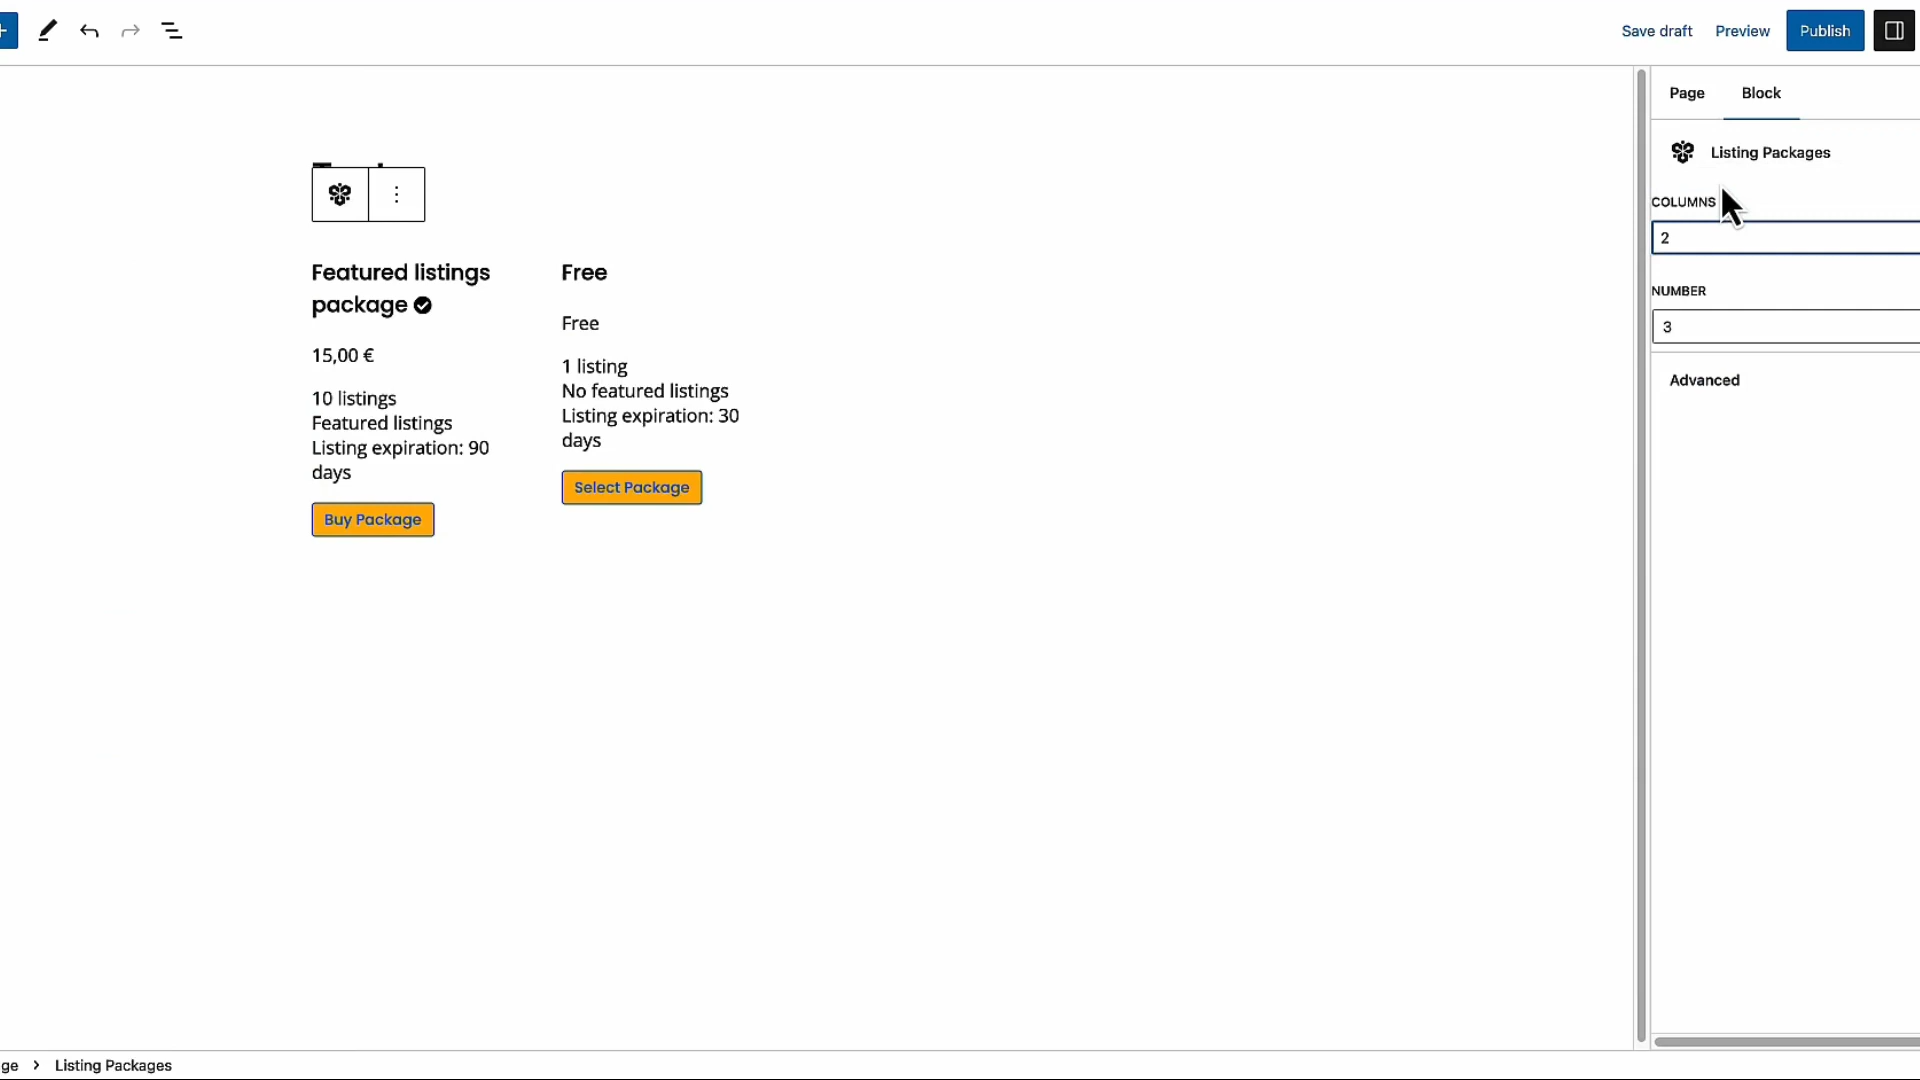 Save draft
Preview
Publish
Page
Block
Listing Packages
COLUMNS
2
NUMBER
3
Advanced
Featured listings
package
15,00 €
10 listings
Featured listings
Listing expiration: 90
days
Buy Package
Free
Free
1 listing
No featured listings
Listing expiration: 30
days
Select Package
ge > Listing Packages